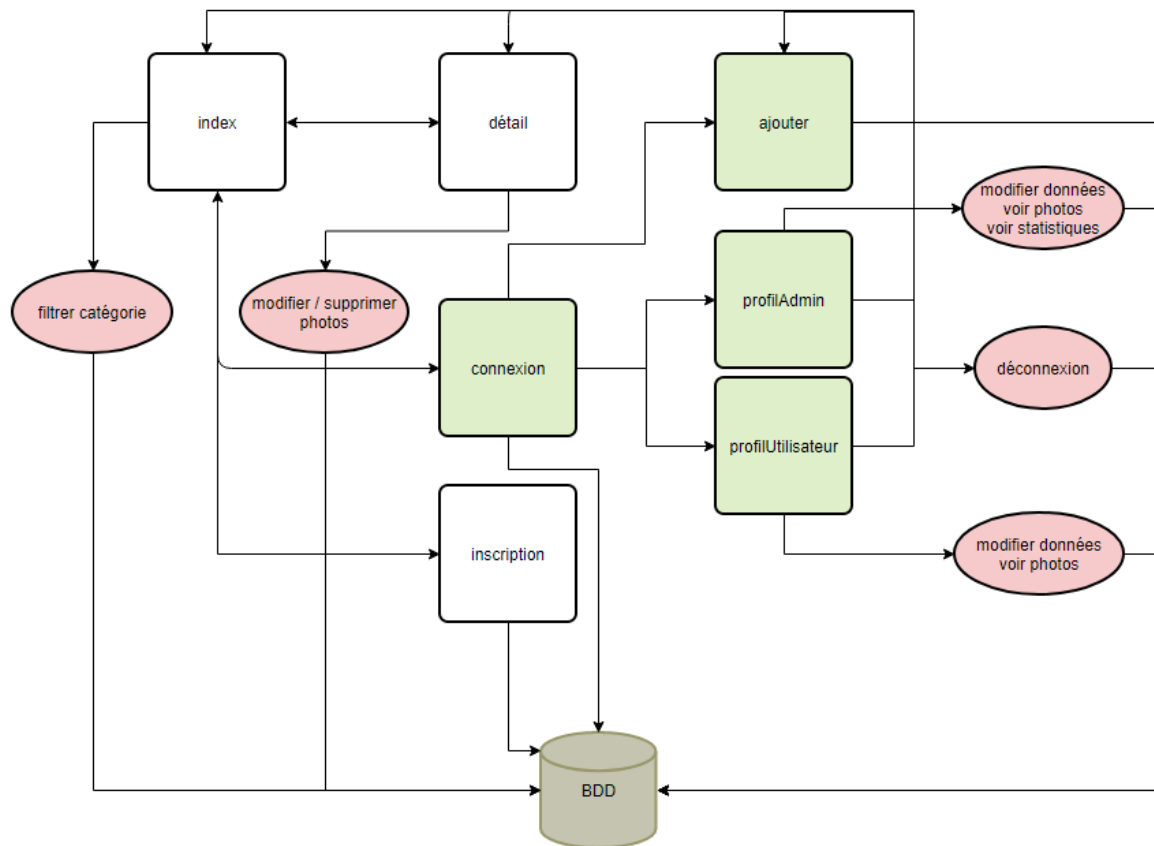 index
détail
ajouter
modifier données
voir photos
voir statistiques
filtrer catégorie
modifier / supprimer
photos
profilAdmin
connexion
déconnexion
profilUtilisateur
inscription
modifier données
voir photos
BDD